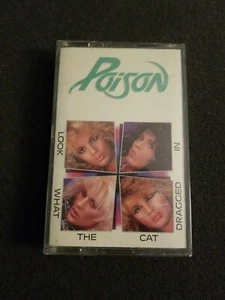 Poison
LOOK WHAT THE CAT DRAGGED IN